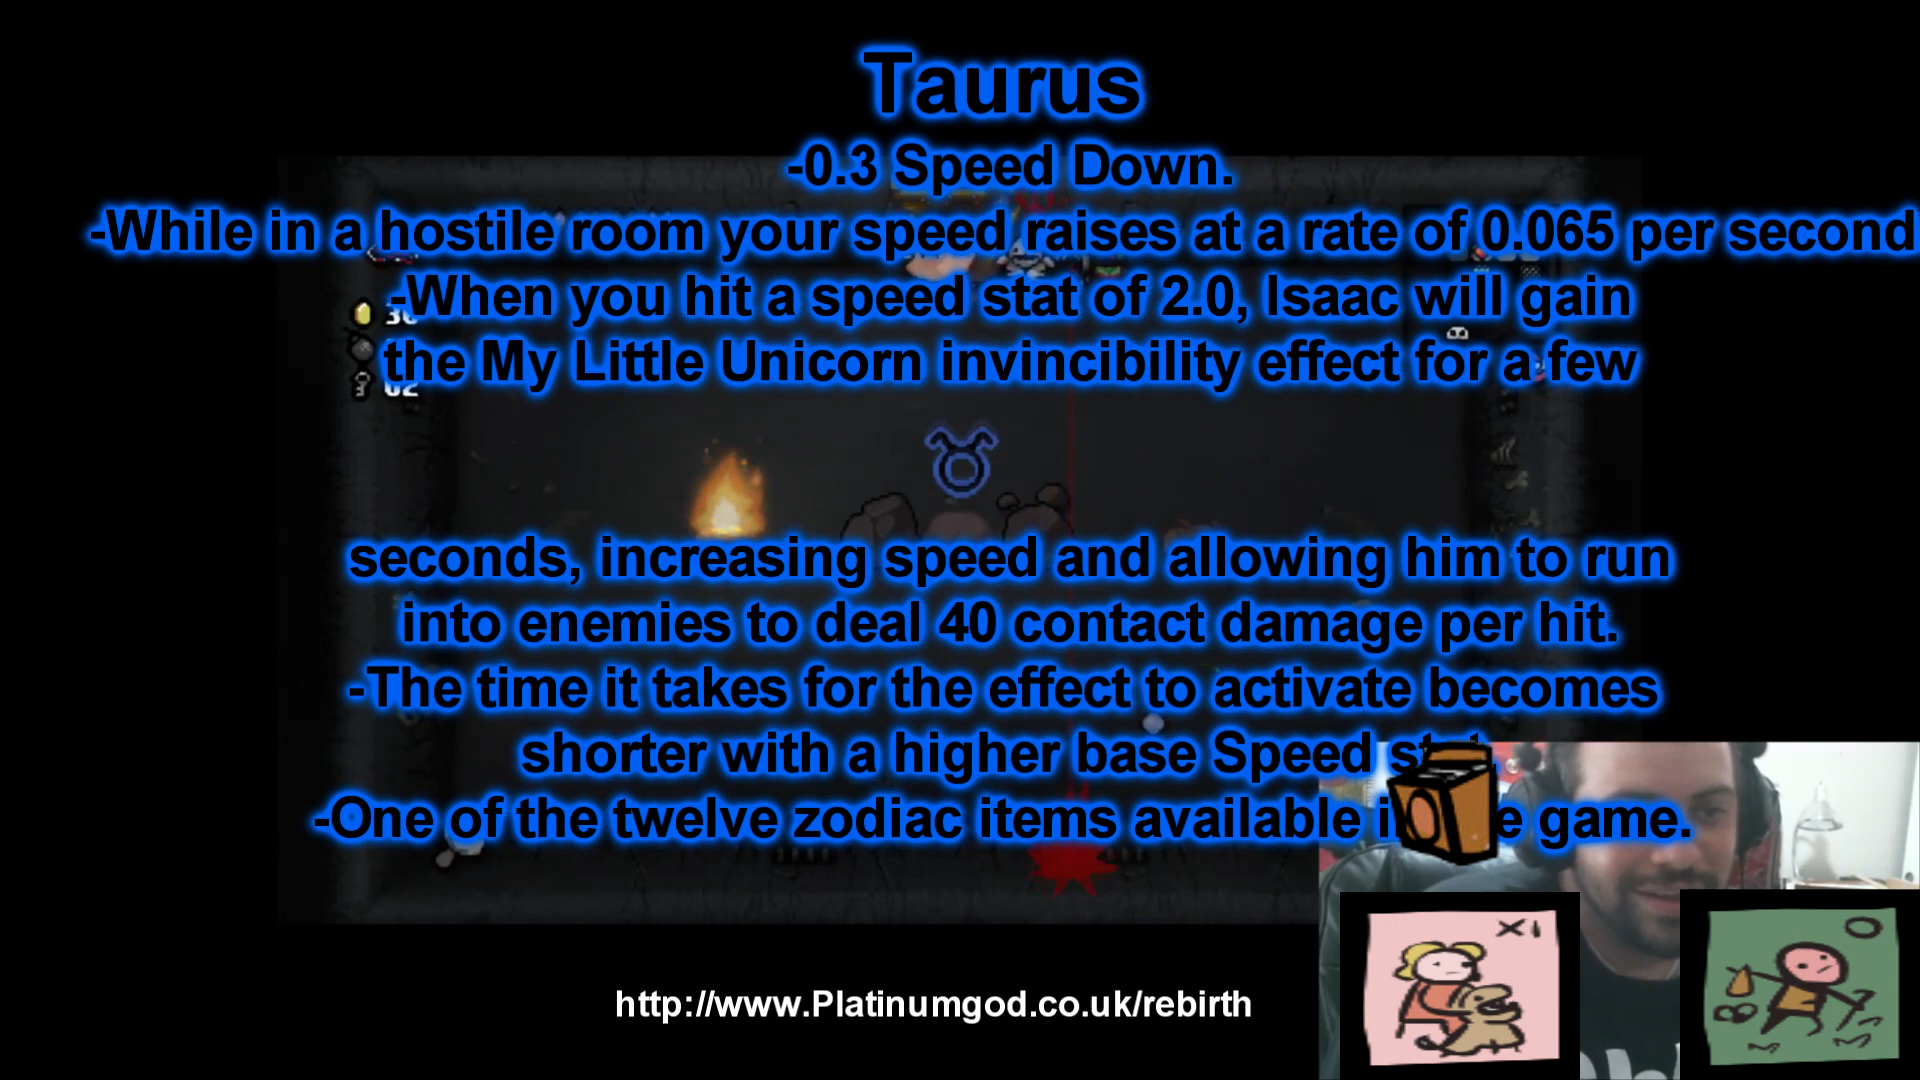 Taurus
-0.3 Speed Down.
-While in a hostile room your speed raises at a rate of 0.065 per second
-When you hit a speed stat of 2.0, Isaac will gain
the My Little Unicorn invincibility effect for a few
62
seconds, increasing speed and allowing him to run
into enemies to deal 40 contact damage per hit.
-The time it takes for the effect to activate becomes
shorter with a higher base Speed
-One of the twelve zodiac items available game.
XI
O
http://www.Platinumgod.co.uk/rebirth